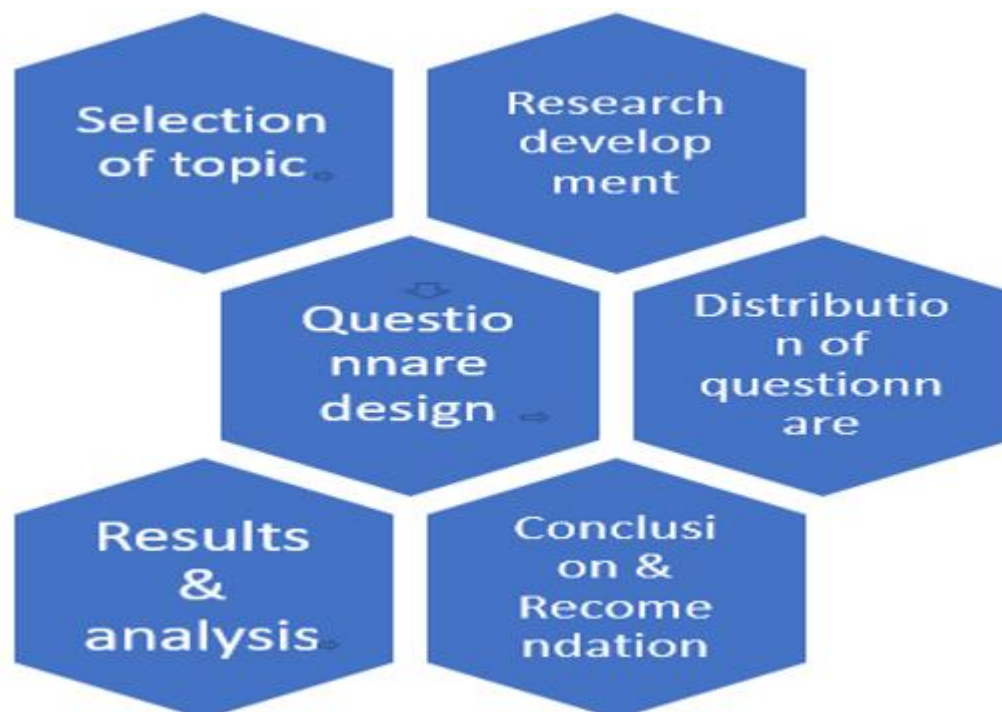 Selection
of topic
Research
develop
ment
Questio
nnare
design
Distributio
n of
questionn
are
Results
&
analysis
Conclusi
on &
Recome
ndation